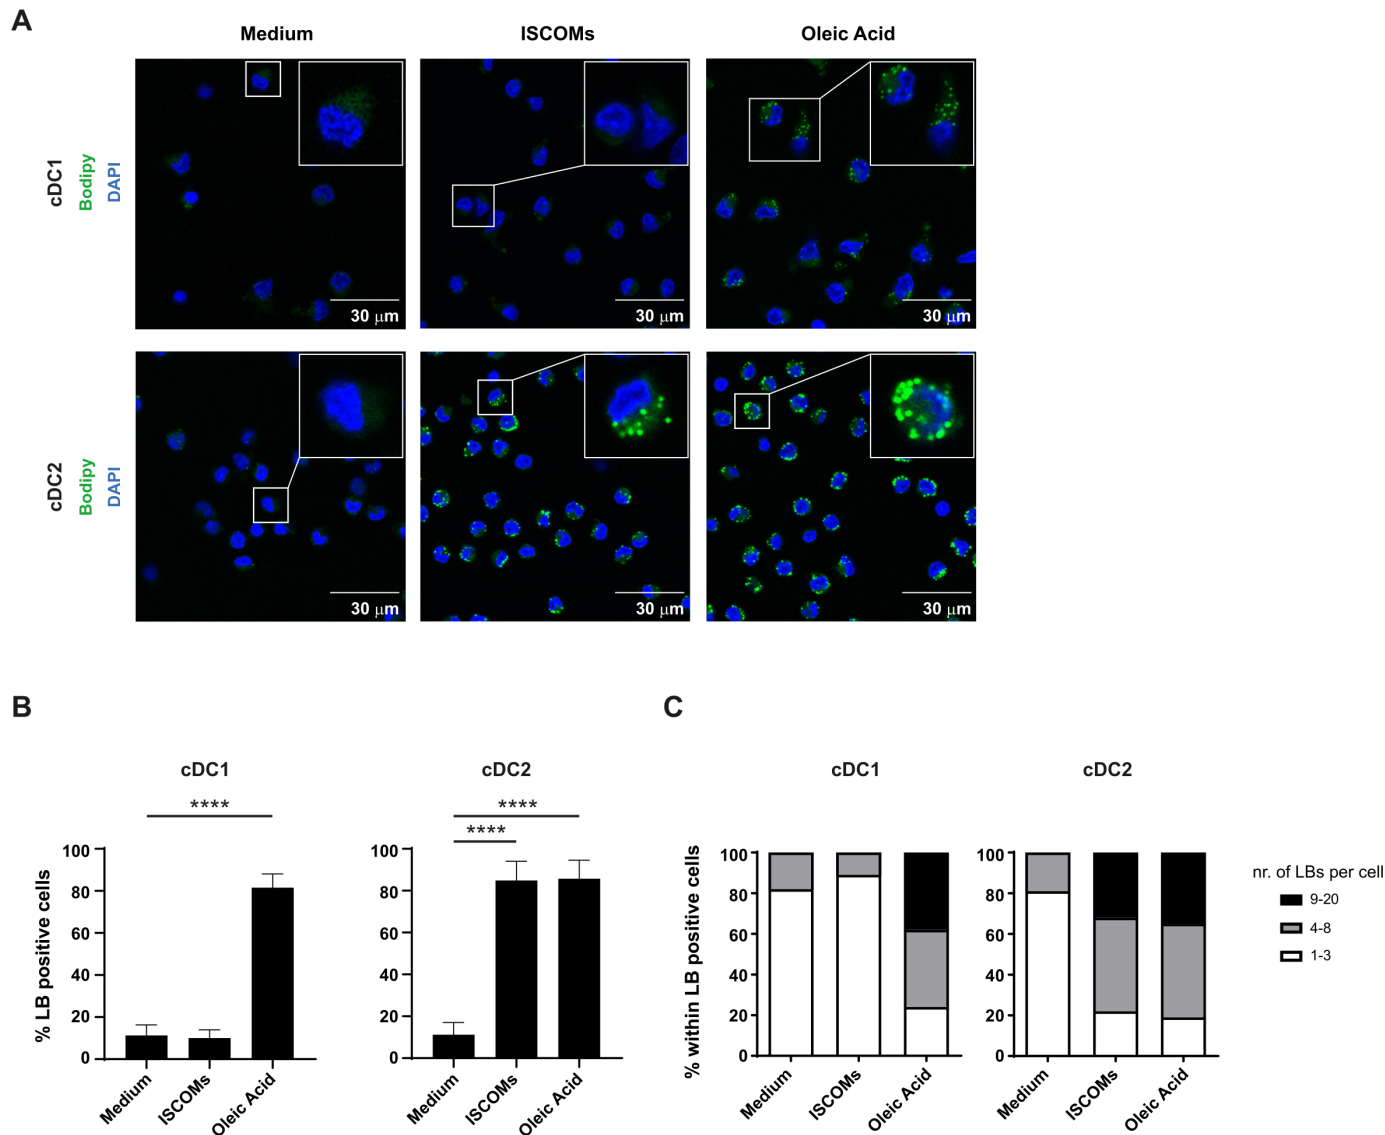 A
Medium
ISCOMs
Oleic Acid
cDC1
Bodipy
DAPI
30 μm
30 μm
30 μm
cDC2
Bodipy
DAPI
30 μm
30 μm
30 μm
B
cDC1
****
% LB positive cells
100
80
60
40
20
0
Medium
ISCOMs
Oleic Acid
cDC2
****
****
100
80
60
40
20
0
Medium
ISCOMs
Oleic Acid
C
cDC1
% within LB positive cells
100
80
60
40
20
0
Medium
ISCOMs
Oleic Acid
cDC2
100
80
60
40
20
0
Medium
ISCOMs
Oleic Acid
nr. of LBs per cell
9-20
4-8
1-3